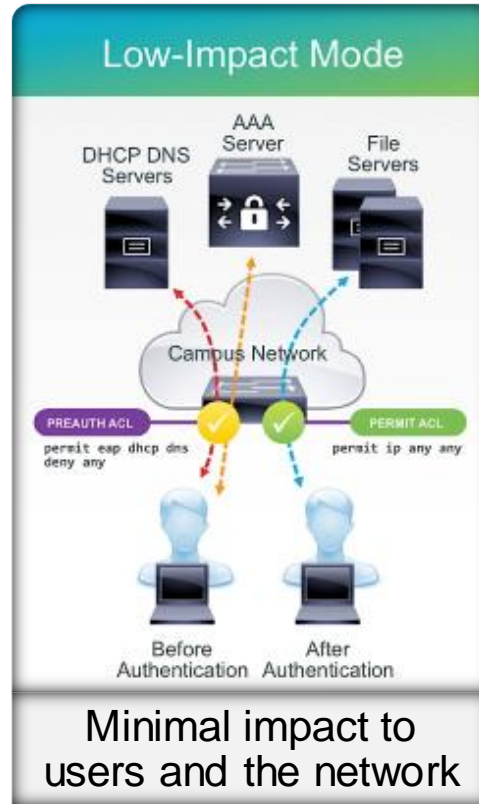 Low-Impact Mode
AAA
Server
DHCP DNS
Servers
File
Servers
Campus Network
PREAUTH ACL
permit eap dhcp dns
deny any
PERMIT ACL
permit ip any any
Before
Authentication
After
Authentication
Minimal impact to
users and the network